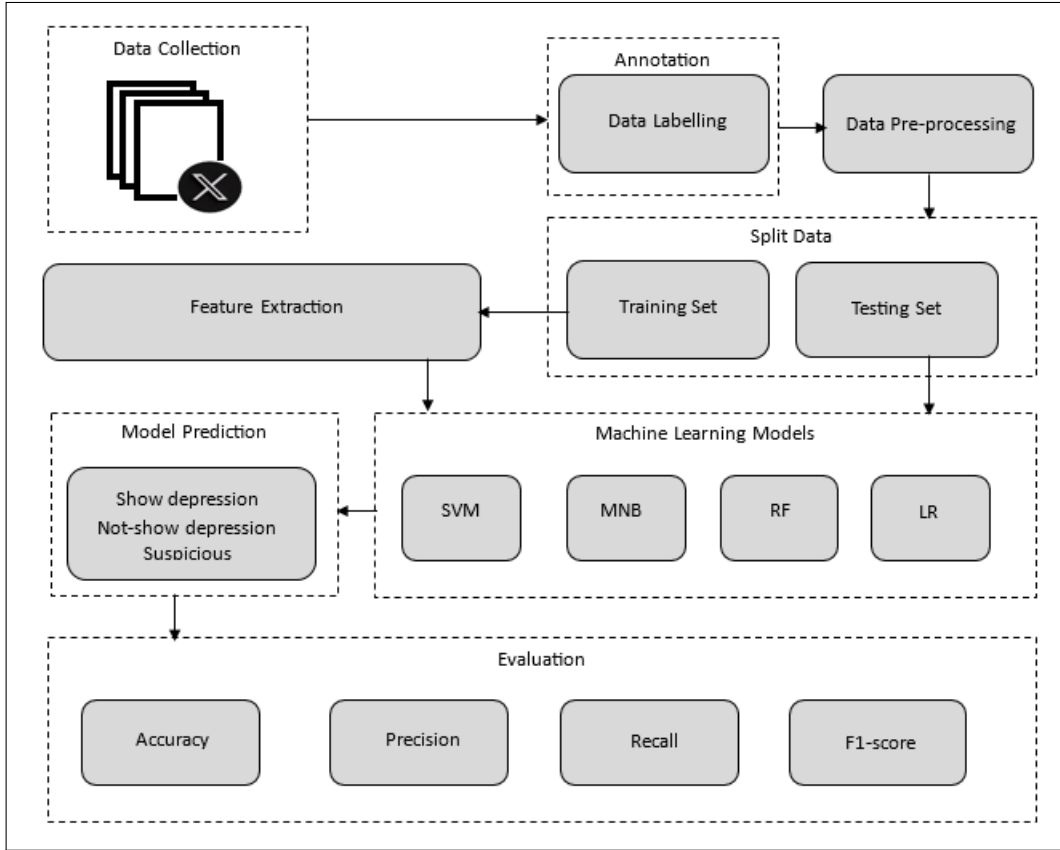 Data Collection
Annotation
Data Labelling
Data Pre-processing
Split Data
Training Set
Testing Set
Feature Extraction
Machine Learning Models
SVM
MNB
RF
LR
Model Prediction
Show depression
Not-show depression
Suspicious
Evaluation
Accuracy
Precision
Recall
F1-score